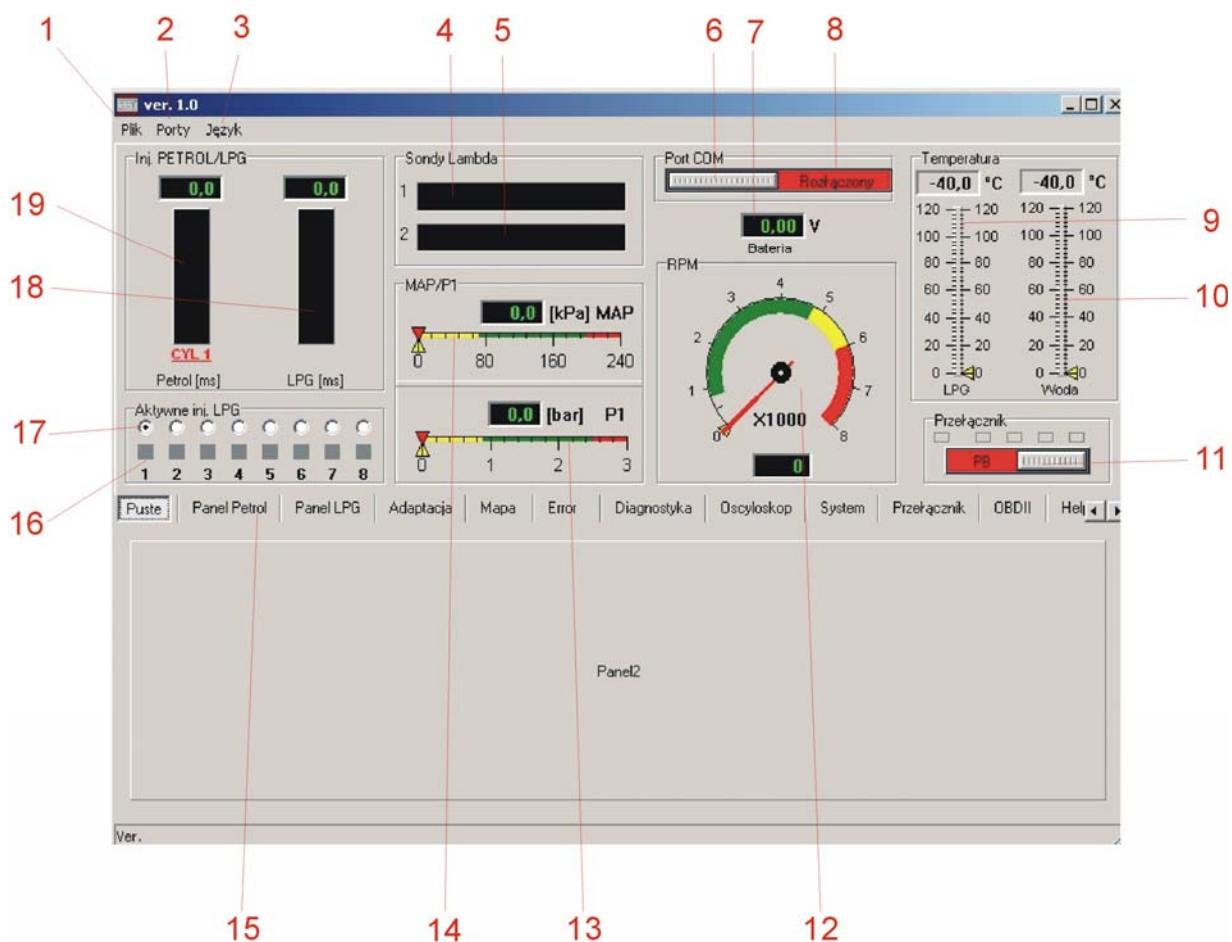 1 2 3 4 5 6 7 8
ver. 1.0
Plik Porty Język
Inj. PETROL/LPG
0,0 0,0
CYL 1
Petrol [ms] LPG [ms]
Aktywne inj. LPG
1 2 3 4 5 6 7 8
Sondy Lambda
1
2
MAP/P1
0,0 [kPa] MAP
0 80 160 240
0,0 [bar] P1
0 1 2 3
Port COM
Rozłączony
0,00 V
Bateria
RPM
0 1 2 3 4 5 6 7 8
X1000
0
Temperatura
-40,0 °C -40,0 °C
120 120 120 120
100 100 100 100
80 80 80 80
60 60 60 60
40 40 40 40
20 20 20 20
0 0 0 0
LPG Woda
Przełącznik
PB
Puste Panel Petrol Panel LPG Adaptacja Mapa Error Diagnostyka Oscyloskop System Przełącznik OBDII Help
Panel2
Ver.
9
10
11
19
18
17
16
15 14 13 12